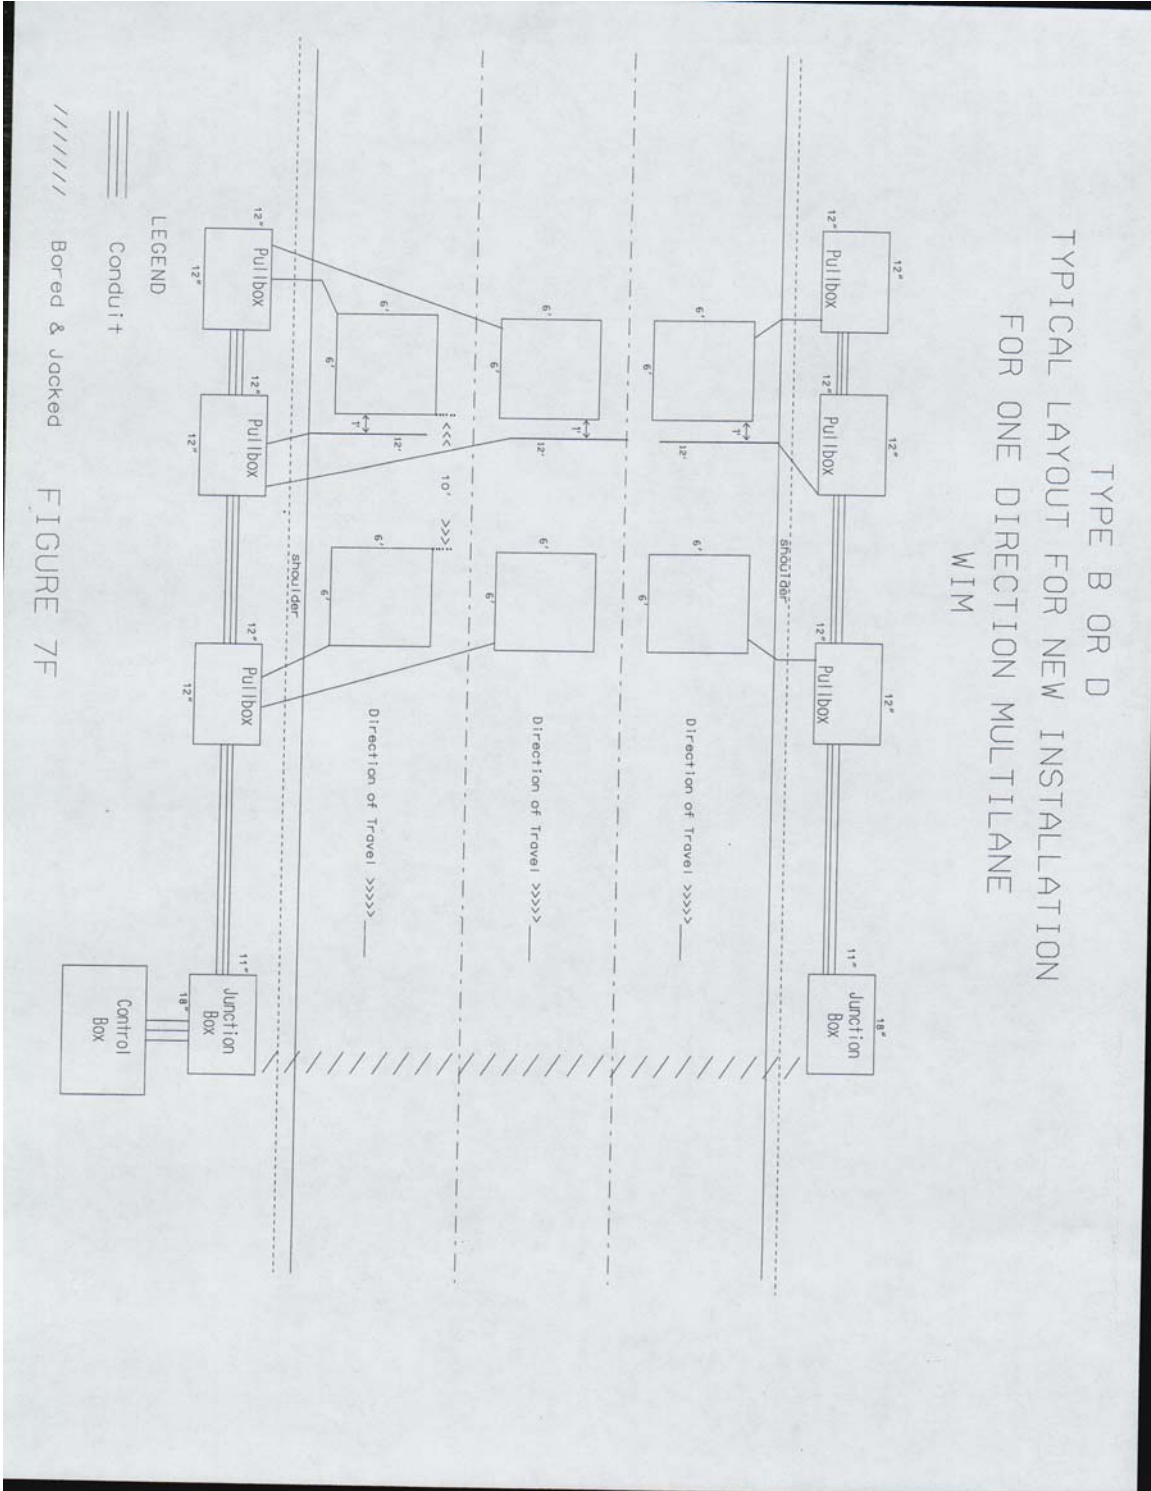 TYPE B OR D
TYPICAL LAYOUT FOR NEW INSTALLATION
FOR ONE DIRECTION MULTILANE
WIM
12"
12"
12"
12"
12"
12"
18"
11"
Pullbox
Pullbox
Pullbox
Junction
Box
shoulder
6'
6'
1'
12'
6'
6'
Direction of Travel >>>>>
6'
6'
1'
12'
6'
6'
Direction of Travel >>>>>
<<< 10' >>>
6'
6'
1'
12'
6'
6'
Direction of Travel >>>>>
shoulder
12"
12"
12"
11"
Pullbox
Pullbox
Pullbox
Junction
Box
12"
12"
12"
18"
Control
Box
LEGEND
Conduit
/////// Bored & Jacked
FIGURE 7F